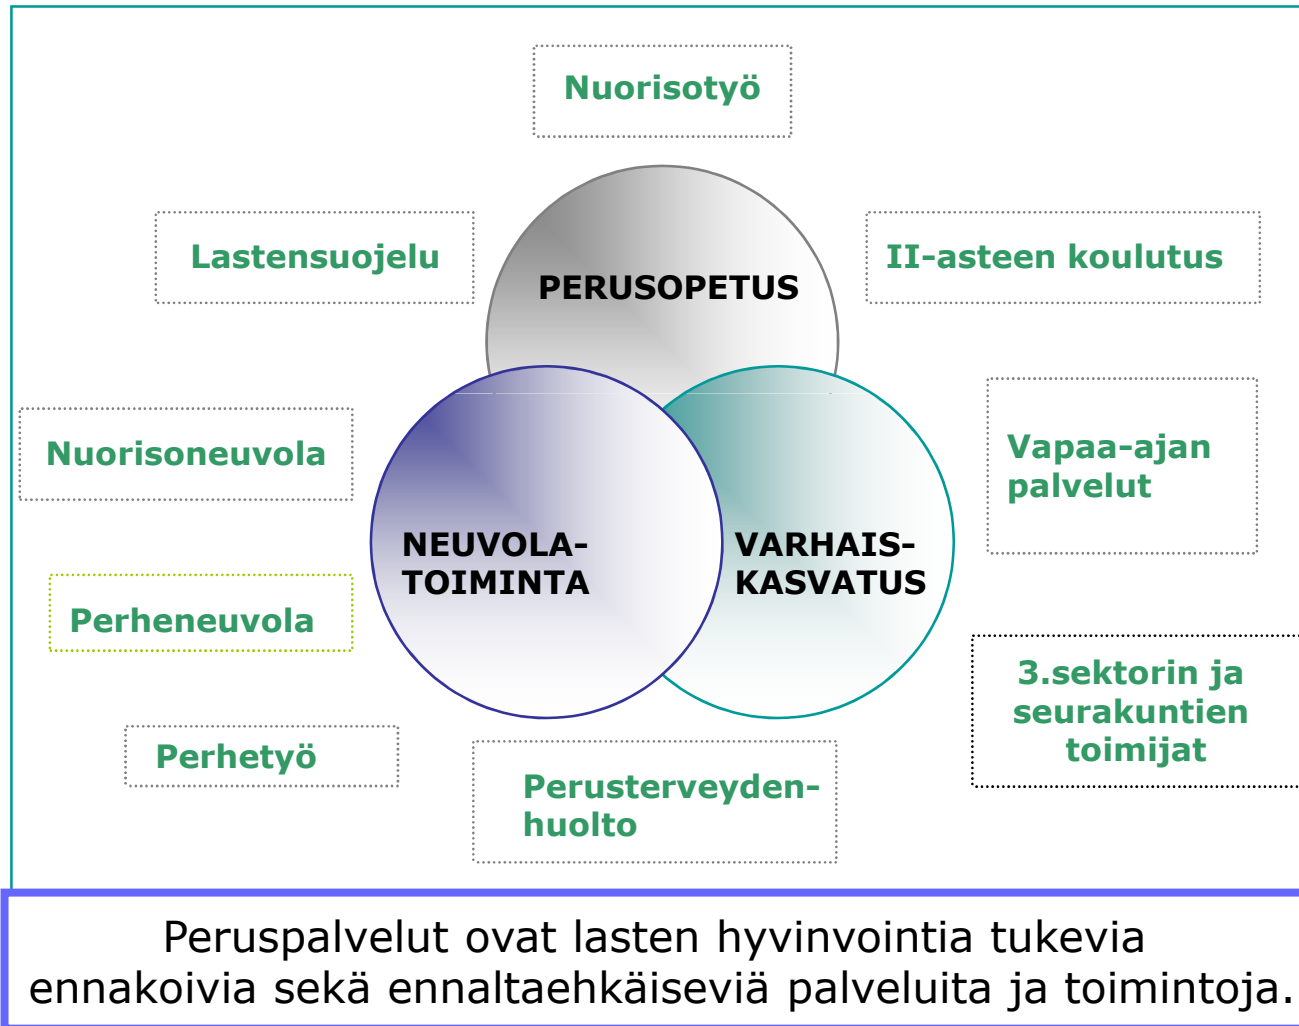 Nuorisotyö
Lastensuojelu
II-asteen koulutus
PERUSOPETUS
Nuorisoneuvola
Vapaa-ajan
palvelut
NEUVOLA-
TOIMINTA
VARHAIS-
KASVATUS
Perheneuvola
3.sektorin ja
seurakuntien
toimijat
Perhetyö
Perusterveyden-
huolto
Peruspalvelut ovat lasten hyvinvointia tukevia
ennakoivia sekä ennaltaehkäiseviä palveluita ja toimintoja.